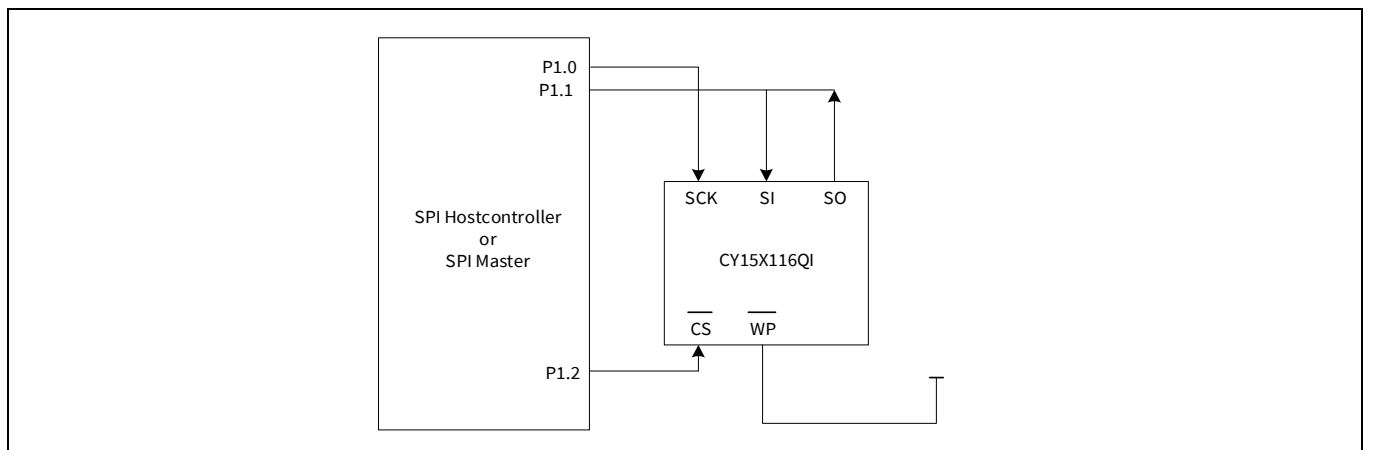 P1.0
P1.1
SCK SI SO
SPI Hostcontroller
or
SPI Master
CY15X116QI
CS WP
P1.2